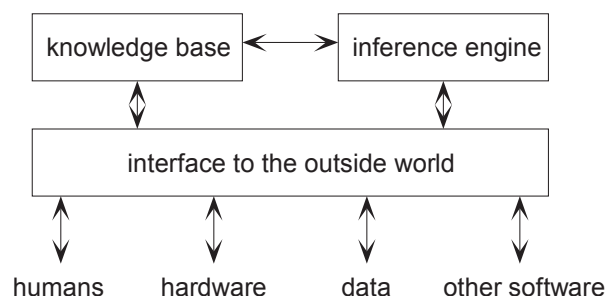 knowledge base
inference engine
interface to the outside world
humans hardware data other software